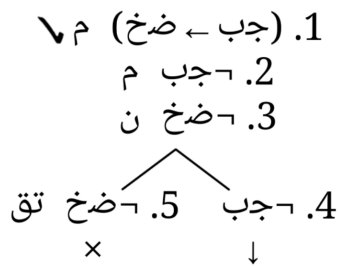 1. (جب ← ضخ) م ✓
2. ¬جب م
3. ¬ضخ ن
4. ¬جب 5. ¬ضخ تق
↓ ×